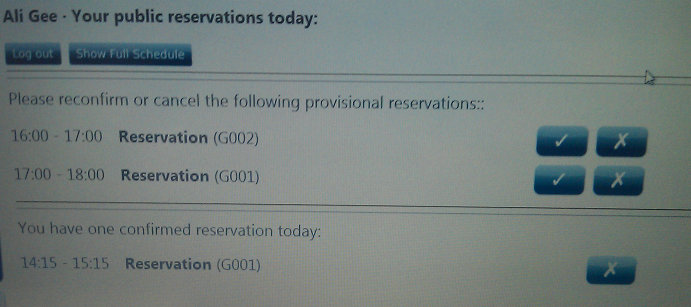 Ali Gee - Your public reservations today:
Log out Show Full Schedule
Please reconfirm or cancel the following provisional reservations::
16:00 - 17:00 Reservation (G002)
17:00 - 18:00 Reservation (G001)
You have one confirmed reservation today:
14:15 - 15:15 Reservation (G001)